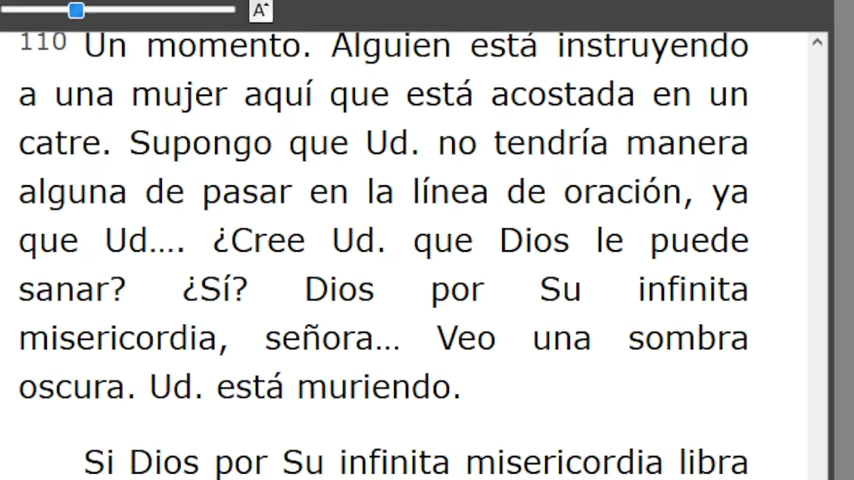 A
110 Un momento. Alguien está instruyendo
a una mujer aquí que está acostada en un
catre. Supongo que Ud. no tendría manera
alguna de pasar en la línea de oración, ya
que Ud.... ¿Cree Ud. que Dios le puede
sanar? ¿Sí? Dios por Su infinita
misericordia, señora... Veo una sombra
oscura. Ud. está muriendo.
Si Dios por Su infinita misericordia libra